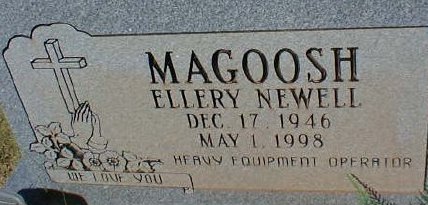 MAGOOSH
ELLERY NEWELL
DEC. 17, 1946
MAY 1, 1998
HEAVY EQUIPMENT OPERATOR
WE LOVE YOU